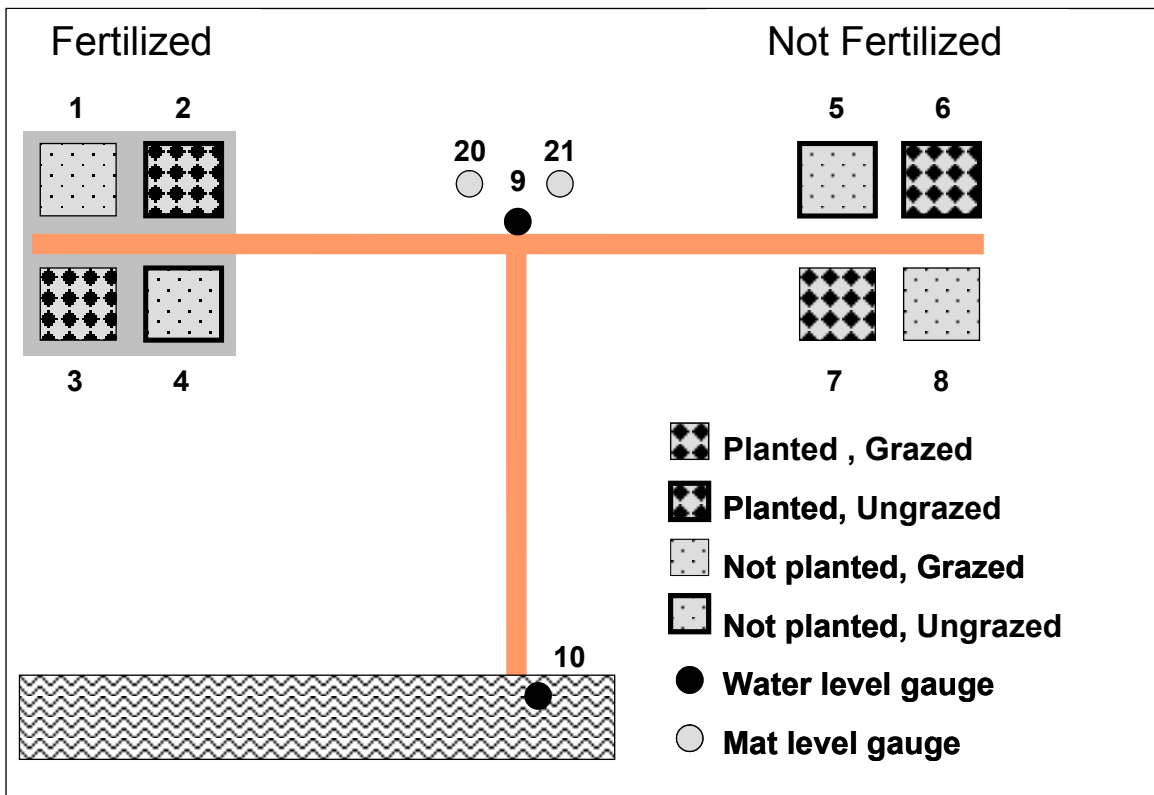 Fertilized
Not Fertilized
1 2
5 6
20 21
9
3 4
7 8
Planted , Grazed
Planted, Ungrazed
Not planted, Grazed
Not planted, Ungrazed
10
Water level gauge
Mat level gauge